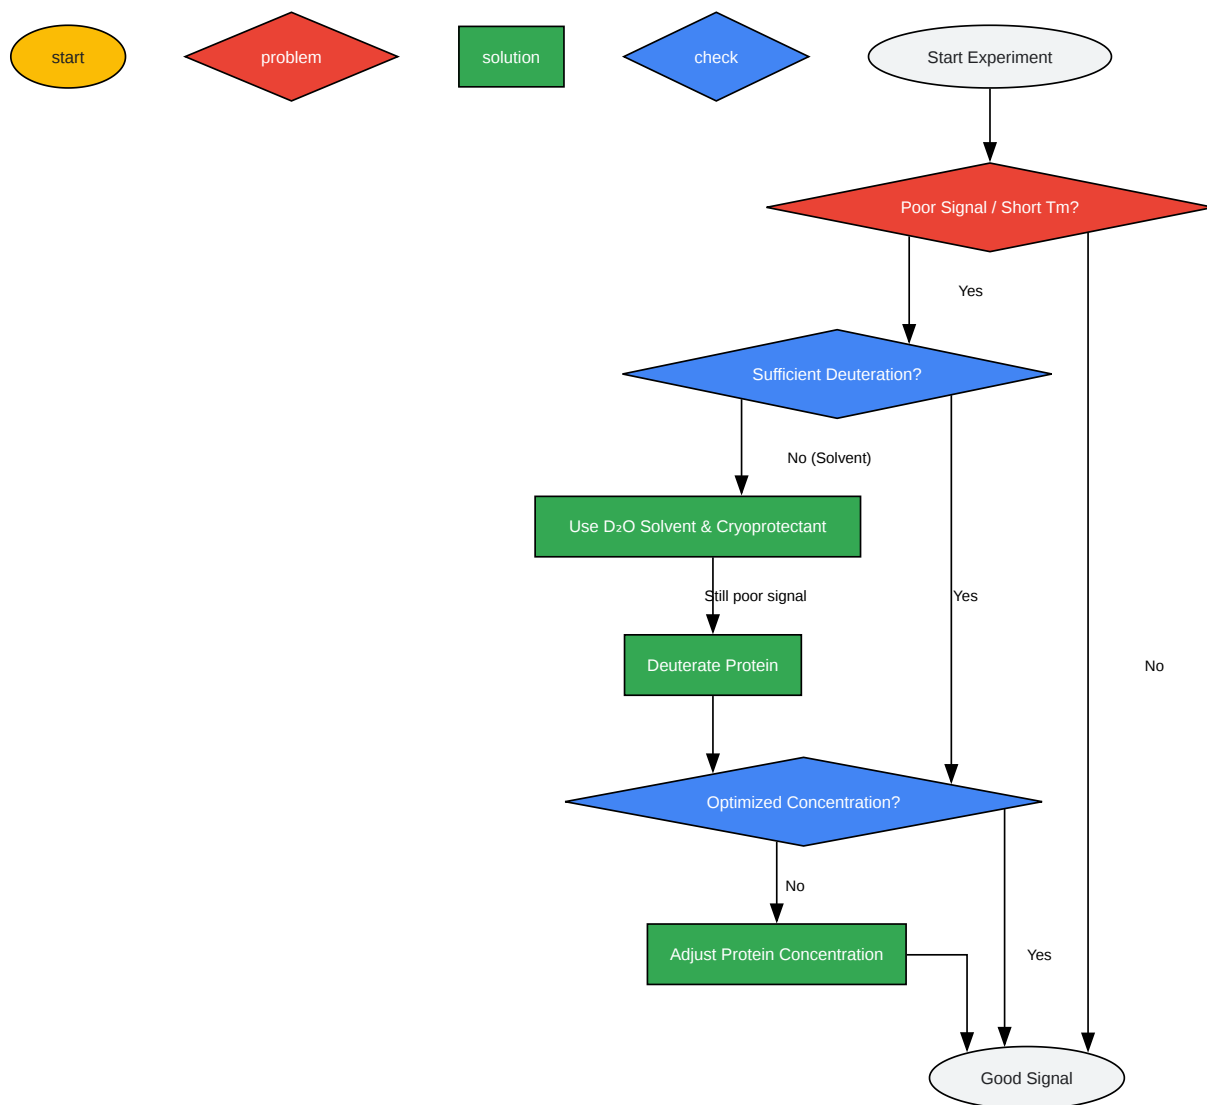 start
problem
solution
check
Start Experiment
Poor Signal / Short Tm?
Yes
Sufficient Deuteration?
No (Solvent)
Use D₂O Solvent & Cryoprotectant
Still poor signal
Yes
Deuterate Protein
No
Optimized Concentration?
No
Adjust Protein Concentration
Yes
Good Signal